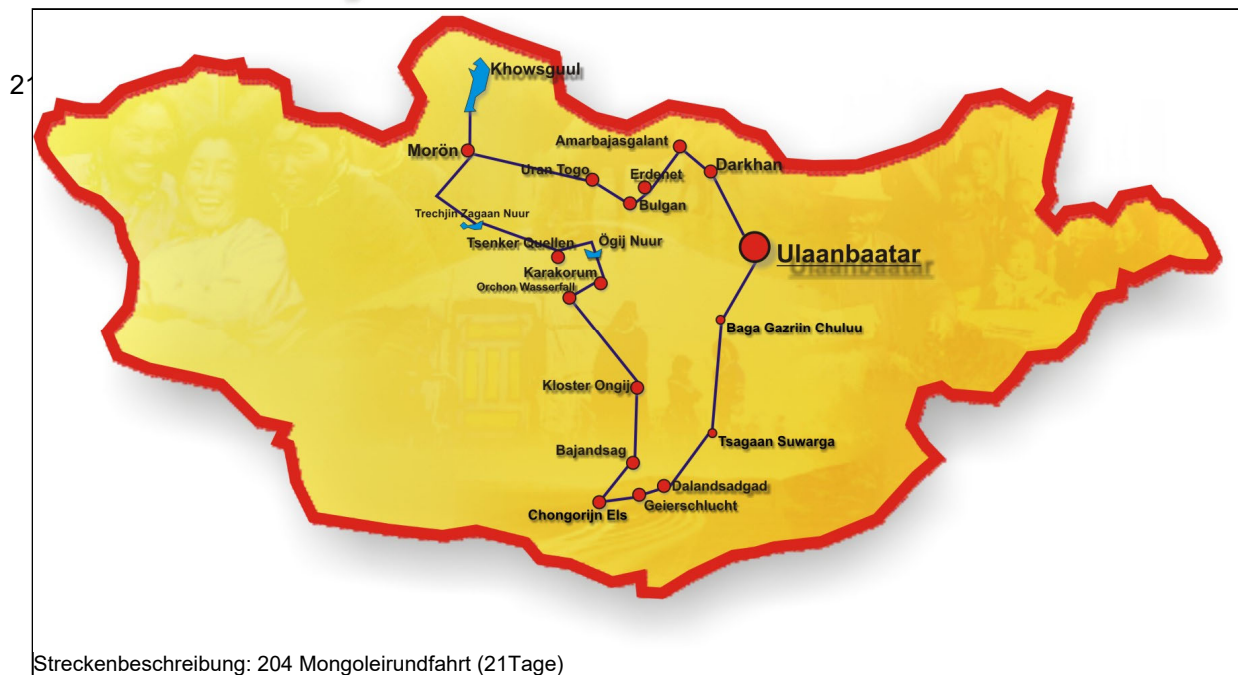 21
Khowsguul
Amarbajasgalant
Morön
Darkhan
Uran Togo
Erdenet
Bulgan
Trechjin Zagaan Nuur
Tsenker Quellen
Ögij Nuur
Ulaanbaatar
Karakorum
Orchon Wasserfall
Baga Gazriin Chuluu
Kloster Ongij
Tsagaan Suwarga
Bajandsag
Dalandsadgad
Geierschlucht
Chongorijn Els
Streckenbeschreibung: 204 Mongoleirundfahrt (21Tage)